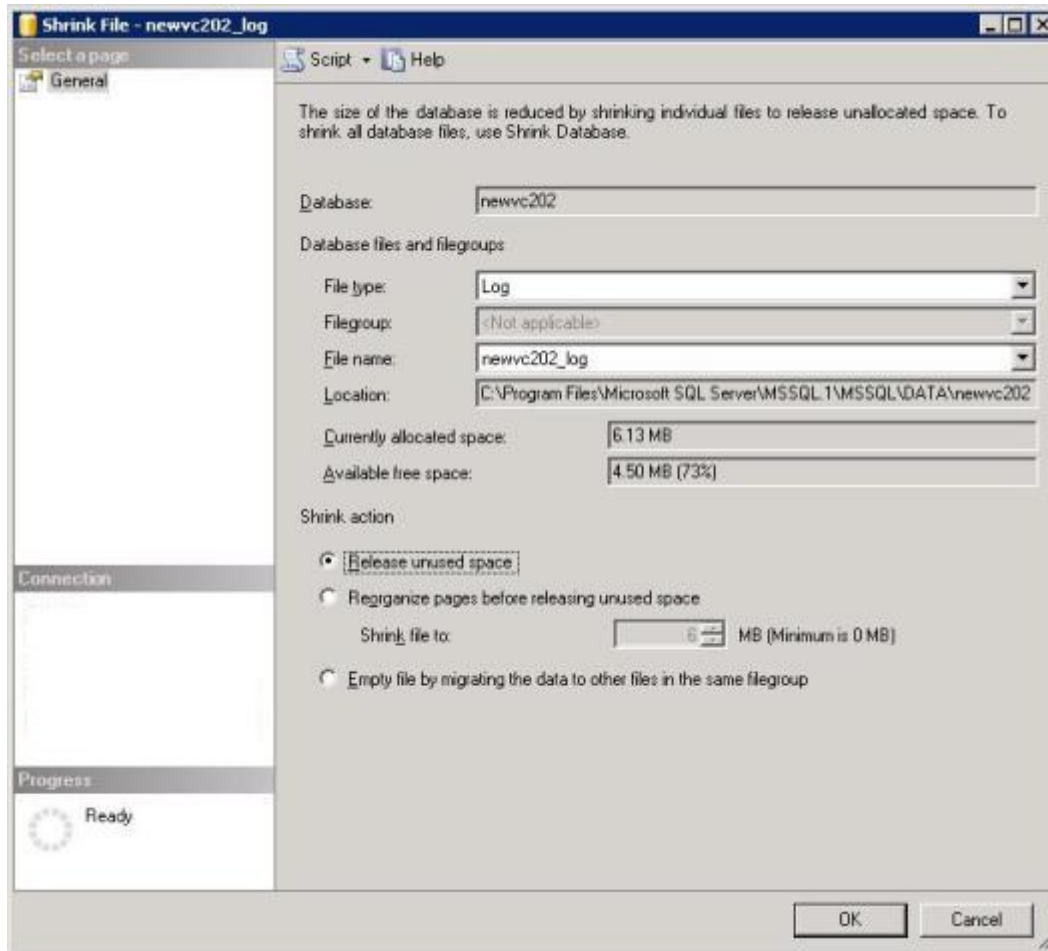 Shrink File - newvc202_log
Select a page
General
Script Help
The size of the database is reduced by shrinking individual files to release unallocated space. To
shrink all database files, use Shrink Database.
Database: newvc202
Database files and filegroups
File type: Log
Filegroup: <Not applicable>
File name: newvc202_log
Location: C:\Program Files\Microsoft SQL Server\MSSQL.1\MSSQL\DATA\newvc202
Currently allocated space: 6.13 MB
Available free space: 4.50 MB (73%)
Shrink action
Release unused space
Reorganize pages before releasing unused space
Shrink file to: 6 MB (Minimum is 0 MB)
Empty file by migrating the data to other files in the same filegroup
Connection
Progress
Ready
OK Cancel